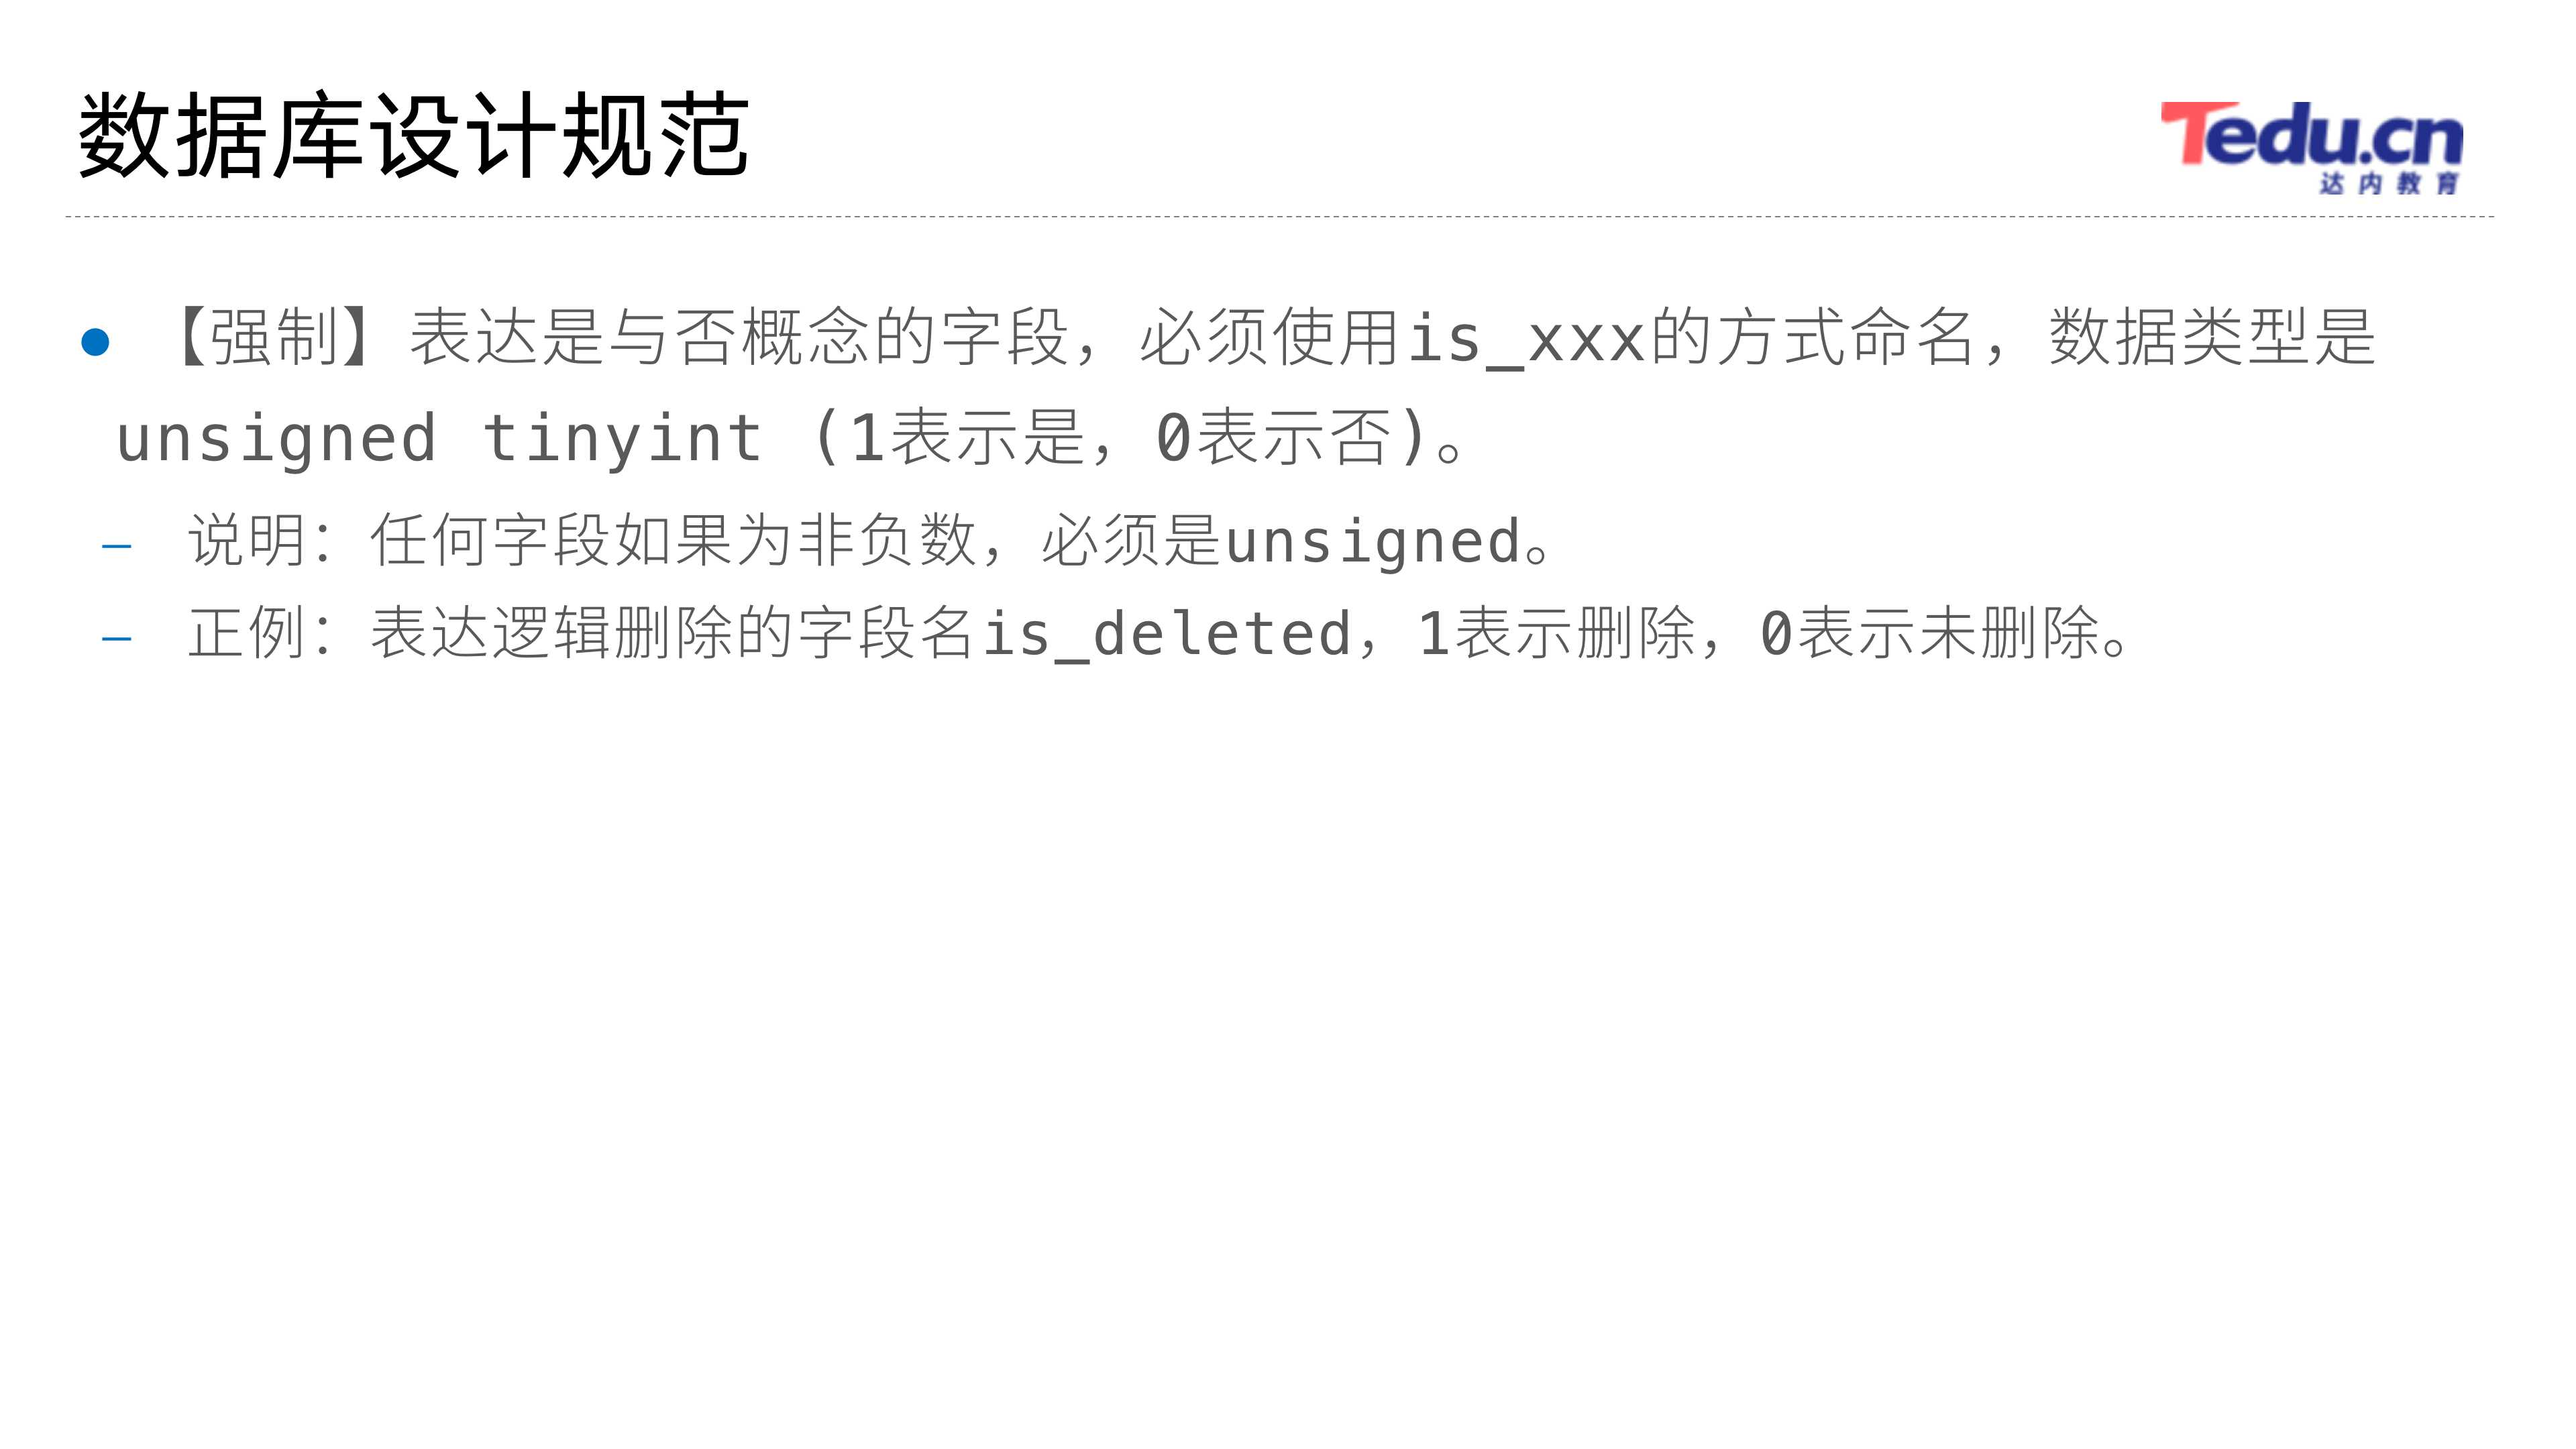 数据库设计规范
Tedu.cn
达内教育
● 【强制】表达是与否概念的字段，必须使用is_xxx的方式命名，数据类型是
unsigned tinyint (1表示是，0表示否)。
– 说明：任何字段如果为非负数，必须是unsigned。
– 正例：表达逻辑删除的字段名is_deleted，1表示删除，0表示未删除。